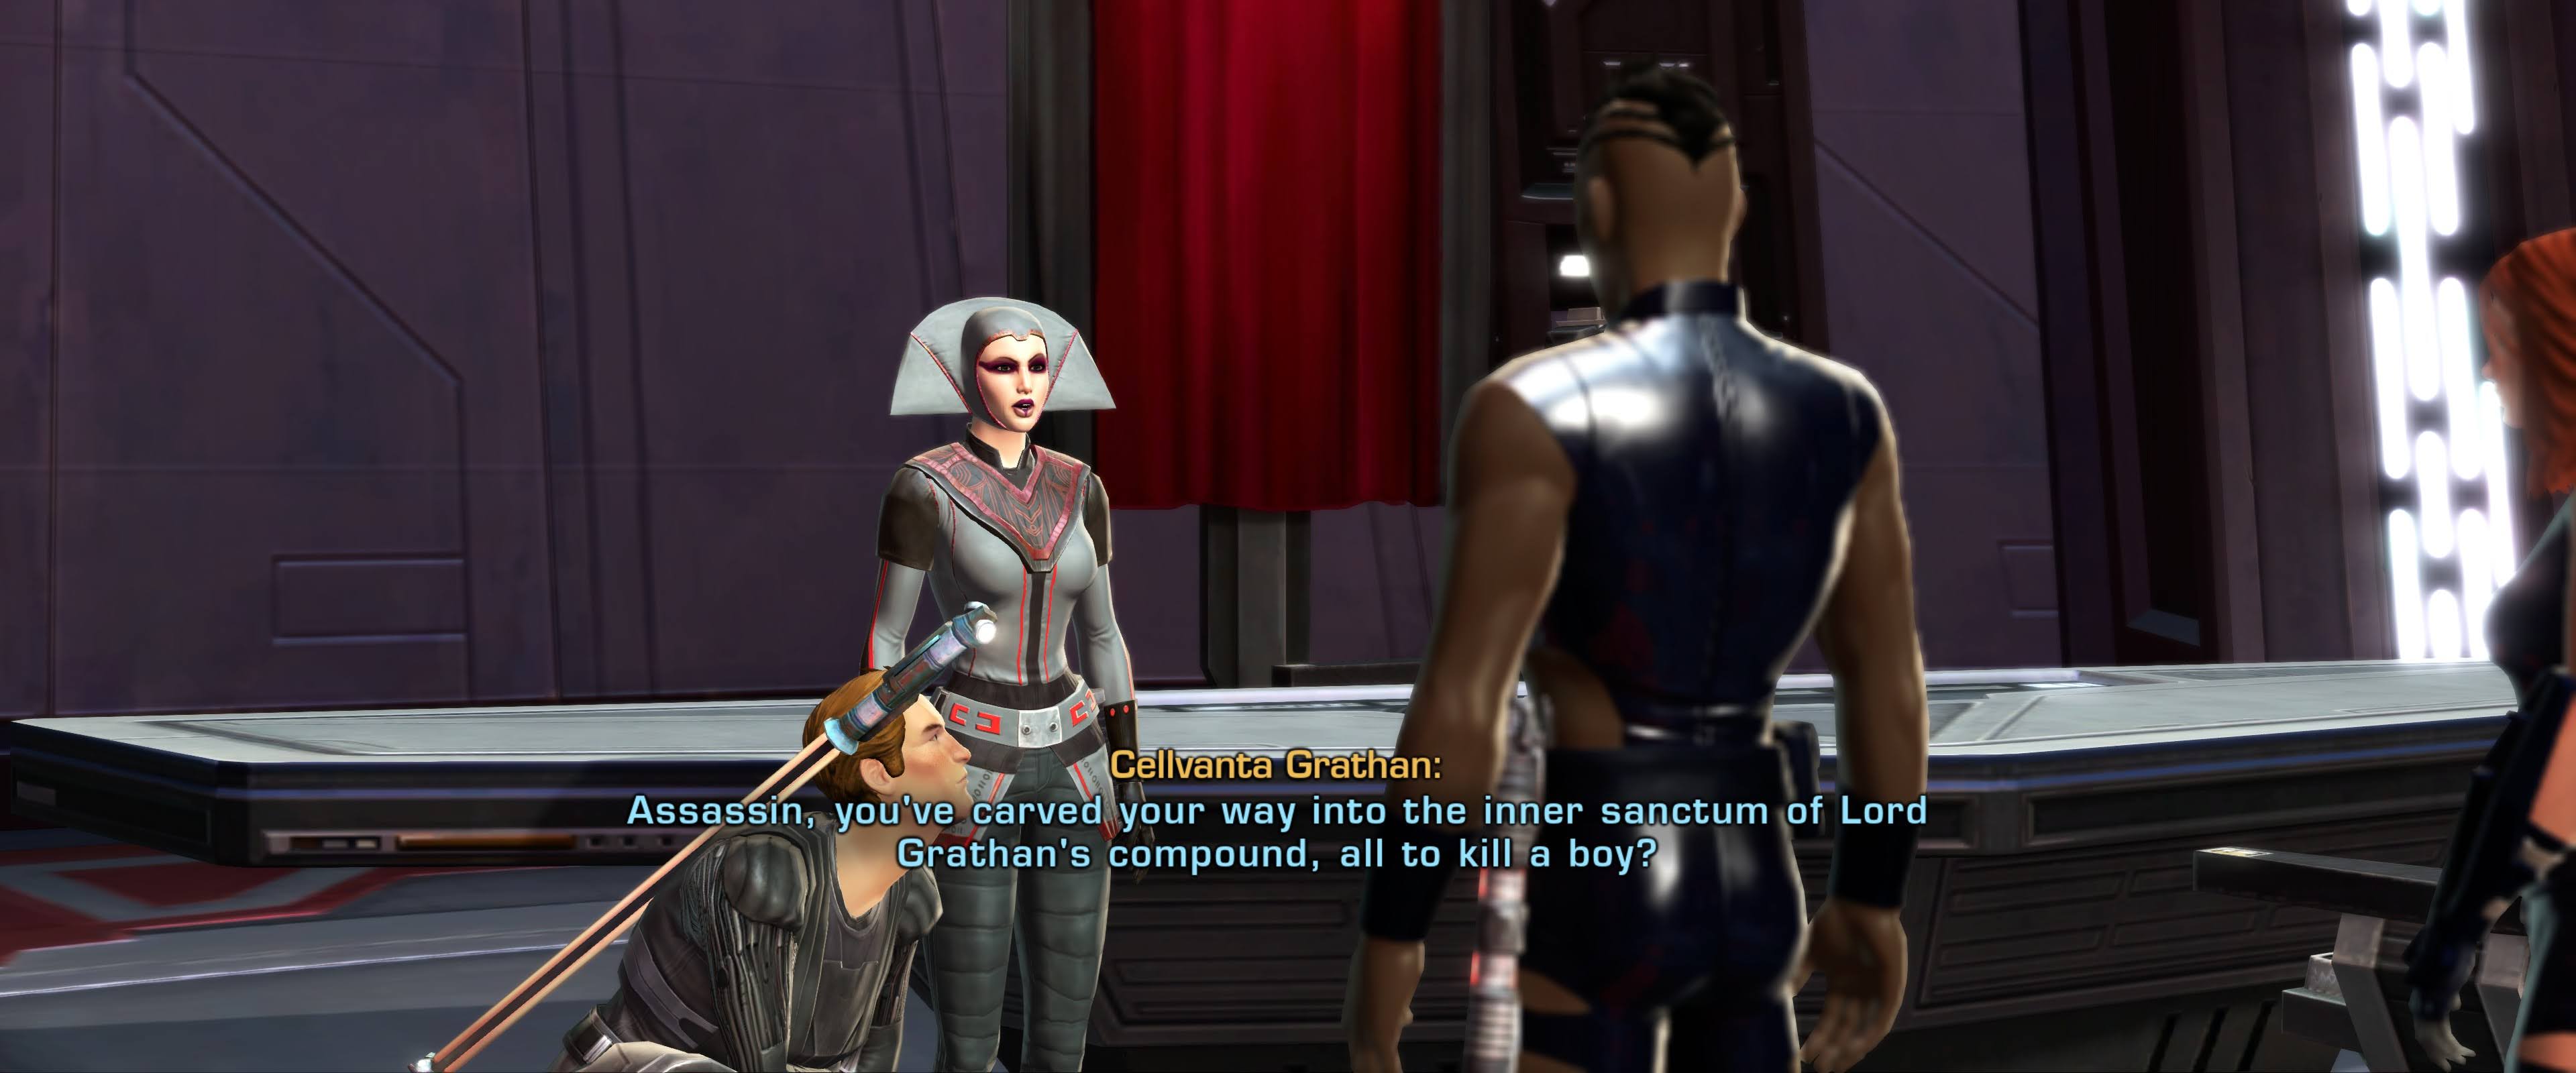 Cellvanta Grathan:
Assassin, you've carved your way into the inner sanctum of Lord
Grathan's compound, all to kill a boy?